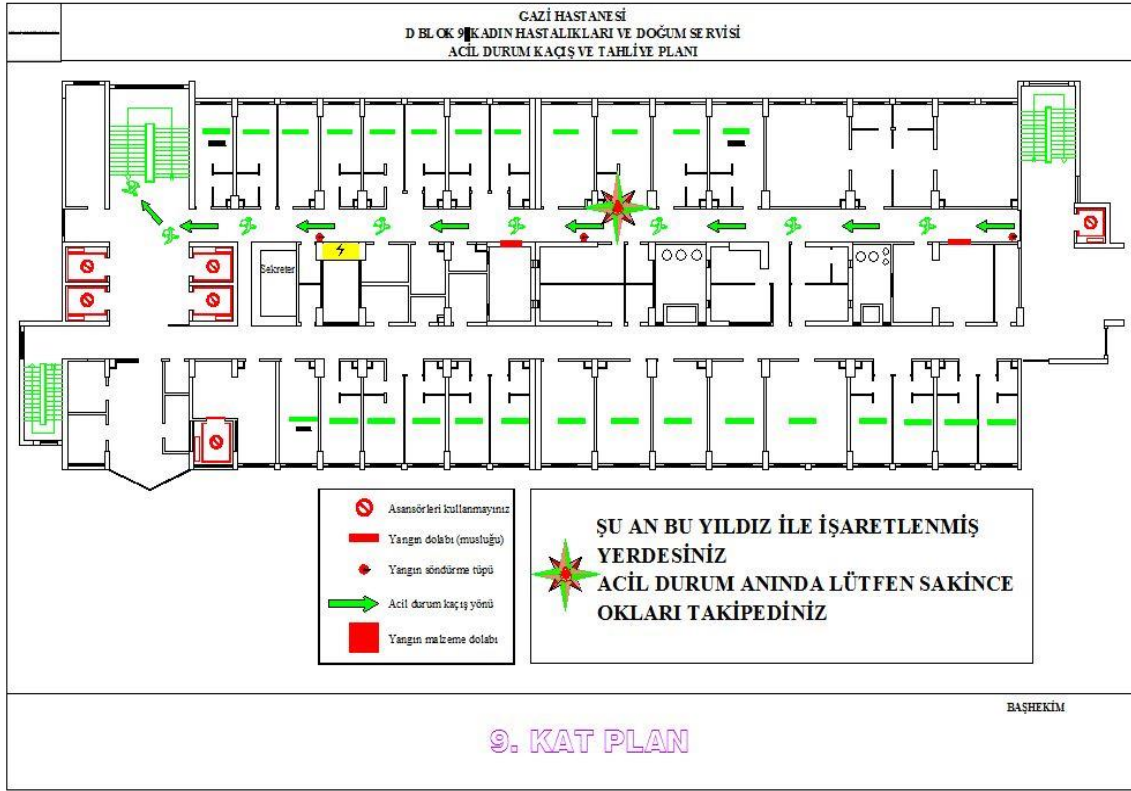 GAZİ HASTANESİ
D BLOK 9 KADIN HASTALIKLARI VE DOĞUM SERVİSİ
ACİL DURUM KAÇIŞ VE TAHLİYE PLANI
Sekreter
Asansörleri kullanmayınız
Yangın dolabı (musluğu)
Yangın söndürme tüpü
Acil durum kaçış yönü
Yangın malzeme dolabı
ŞU AN BU YILDIZ İLE İŞARETLENMİŞ
YERDESİNİZ
ACİL DURUM ANINDA LÜTFEN SAKİNCE
OKLARI TAKİPEDİNİZ
BAŞHEKİM
9. KAT PLAN